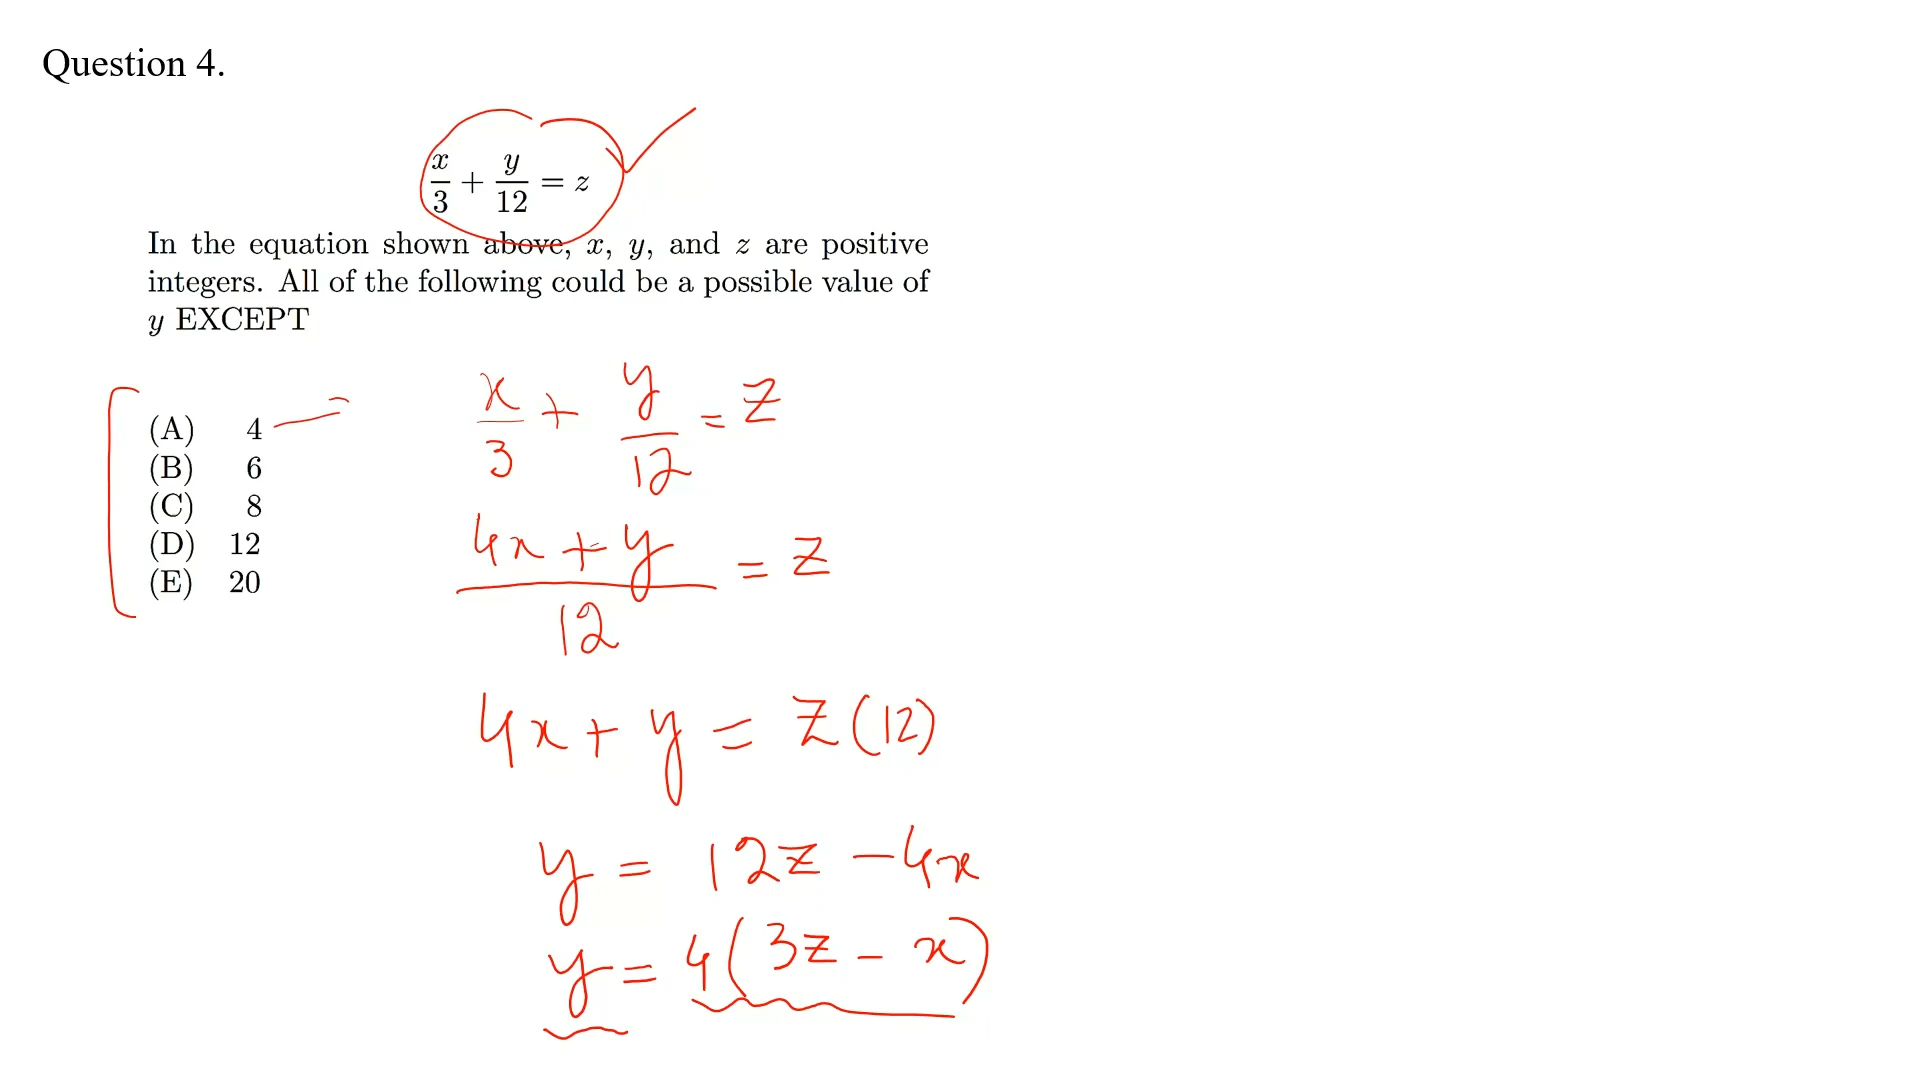 Question 4.
x/3 + y/12 = z
In the equation shown above, x, y, and z are positive
integers. All of the following could be a possible value of
y EXCEPT
(A) 4
(B) 6
(C) 8
(D) 12
(E) 20
x/3 + y/12 = z
4x + y / 12 = z
4x + y = z(12)
y = 12z - 4x
y = 4(3z - x)